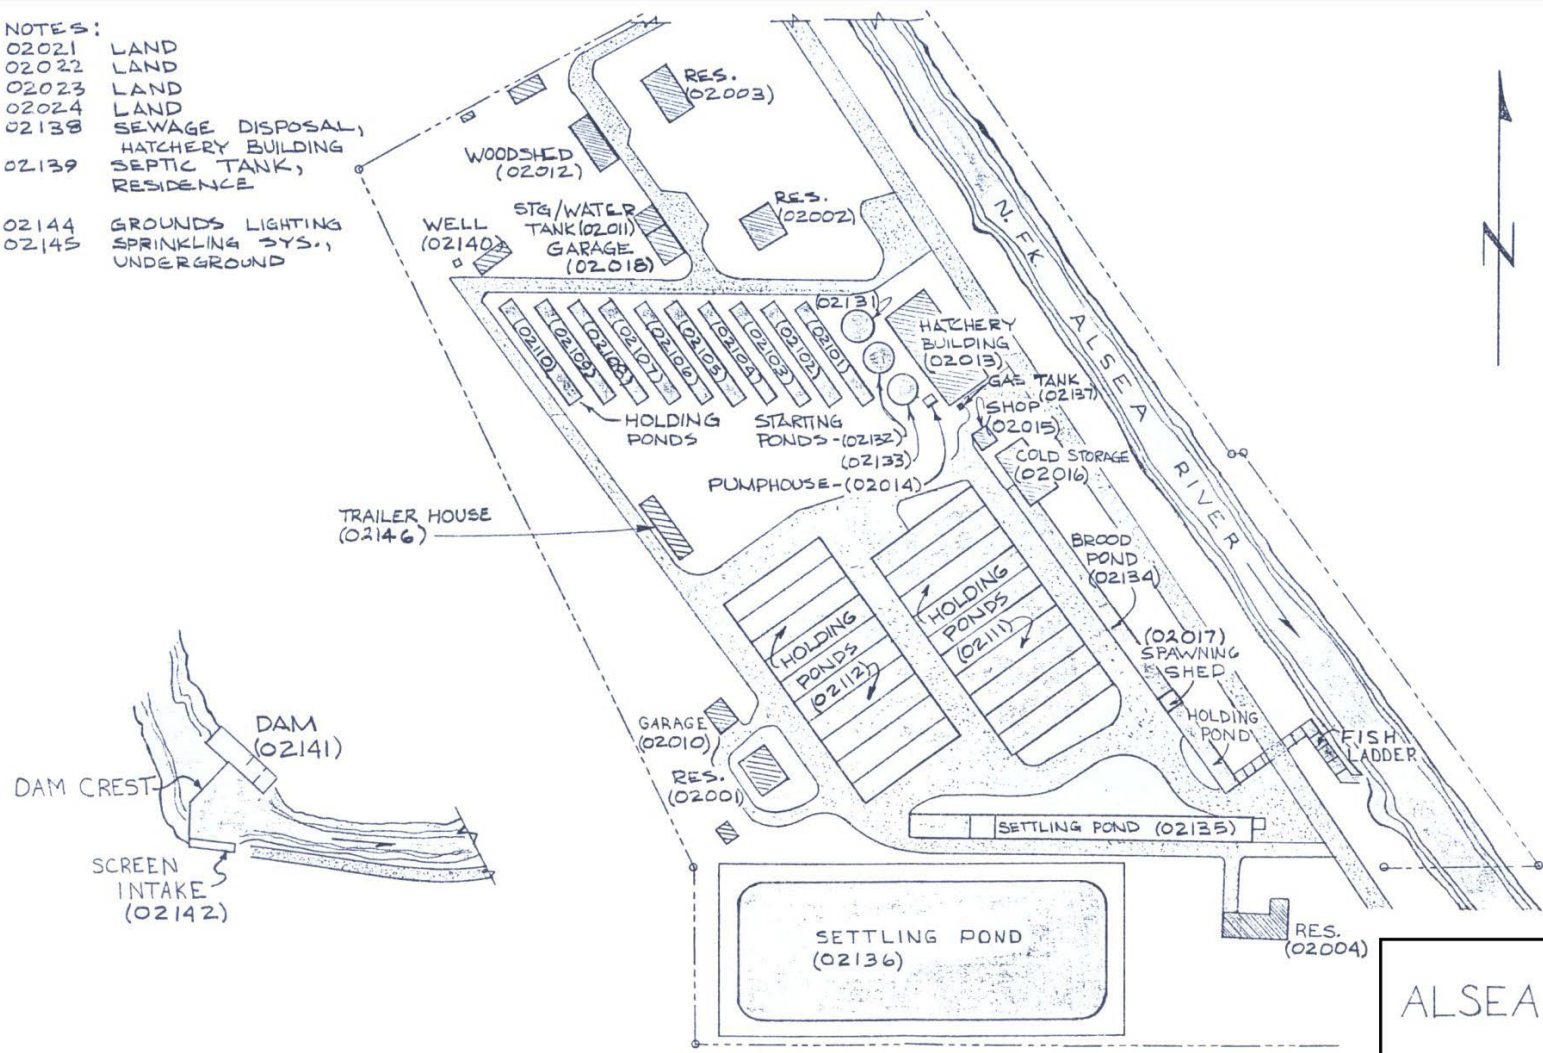 NOTES:
02021 LAND
02022 LAND
02023 LAND
02024 LAND
02138 SEWAGE DISPOSAL,
HATCHERY BUILDING
02139 SEPTIC TANK,
RESIDENCE
02144 GROUNDS LIGHTING
02145 SPRINKLING SYS.,
UNDERGROUND
RES.
(02003)
WOODSHED
(02012)
RES.
(02002)
STG/WATER
TANK (02011)
GARAGE
(02018)
WELL
(02140)
N
N. FK. ALSEA RIVER
(02131)
HATCHERY
BUILDING
(02013)
(02110)
(02109)
(02108)
(02107)
(02106)
(02105)
(02104)
(02103)
(02102)
(02101)
GAS TANK
(02137)
SHOP
(02015)
HOLDING
PONDS
STARTING
PONDS-(02132)
(02133)
PUMPHOUSE-(02014)
COLD STORAGE
(02016)
TRAILER HOUSE
(02146)
BROOD
POND
(02134)
HOLDING
PONDS
(02111)
HOLDING
PONDS
(02112)
(02017)
SPAWNING
SHED
HOLDING
POND
FISH
LADDER
GARAGE
(02010)
RES.
(02001)
DAM
(02141)
DAM CREST
SCREEN
INTAKE
(02142)
SETTLING POND (02135)
SETTLING POND
(02136)
RES.
(02004)
ALSEA